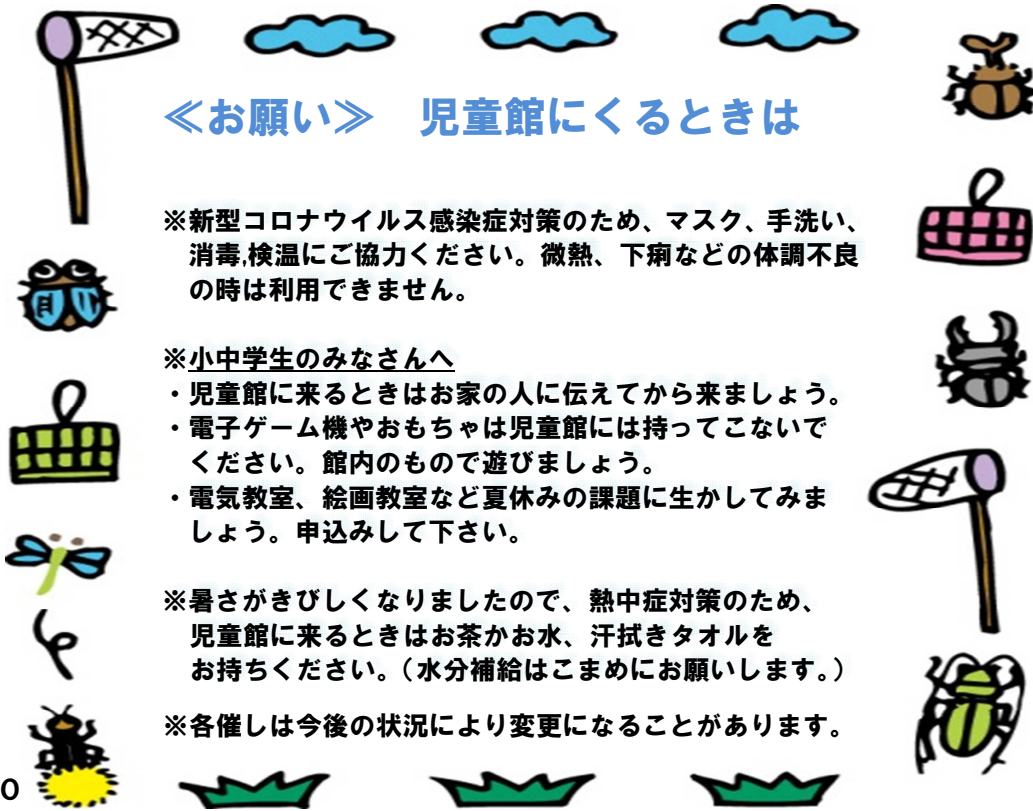 ≪お願い≫　児童館にくるときは
※新型コロナウイルス感染症対策のため、マスク、手洗い、
消毒,検温にご協力ください。微熱、下痢などの体調不良
の時は利用できません。
※小中学生のみなさんへ
・児童館に来るときはお家の人に伝えてから来ましょう。
・電子ゲーム機やおもちゃは児童館には持ってこないで
ください。館内のもので遊びましょう。
・電気教室、絵画教室など夏休みの課題に生かしてみま
しょう。申込みして下さい。
※暑さがきびしくなりましたので、熱中症対策のため、
児童館に来るときはお茶かお水、汗拭きタオルを
お持ちください。（水分補給はこまめにお願いします。）
※各催しは今後の状況により変更になることがあります。
0